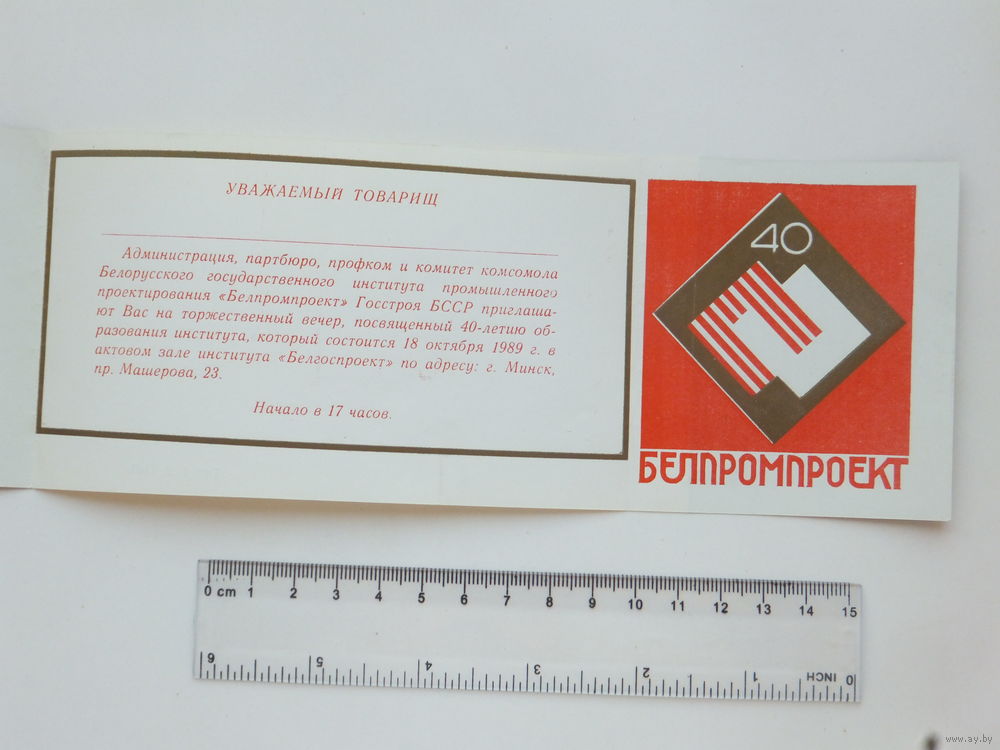 УВАЖАЕМЫЙ ТОВАРИЩ
Администрация, партбюро, профком и комитет комсомола
Белорусского государственного института промышленного
проектирования «Белпромпроект» Госстроя БССР приглаша-
ют Вас на торжественный вечер, посвященный 40-летию об-
разования института, который состоится 18 октября 1989 г. в
актовом зале института «Белгоспроект» по адресу: г. Минск,
пр. Машерова, 23.
Начало в 17 часов.
40
БЕЛПРОМПРОЕКТ
0 cm 1 2 3 4 5 6 7 8 9 10 11 12 13 14 15
6 5 4 3 2 1 INCH 0
www.ay.by